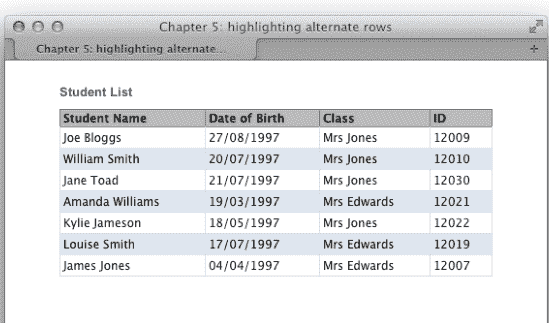 Chapter 5: highlighting alternate rows
Chapter 5: highlighting alternate...
Student List
Student Name Date of Birth Class ID
Joe Bloggs 27/08/1997 Mrs Jones 12009
William Smith 20/07/1997 Mrs Jones 12010
Jane Toad 21/07/1997 Mrs Jones 12030
Amanda Williams 19/03/1997 Mrs Edwards 12021
Kylie Jameson 18/05/1997 Mrs Jones 12022
Louise Smith 17/07/1997 Mrs Edwards 12019
James Jones 04/04/1997 Mrs Edwards 12007